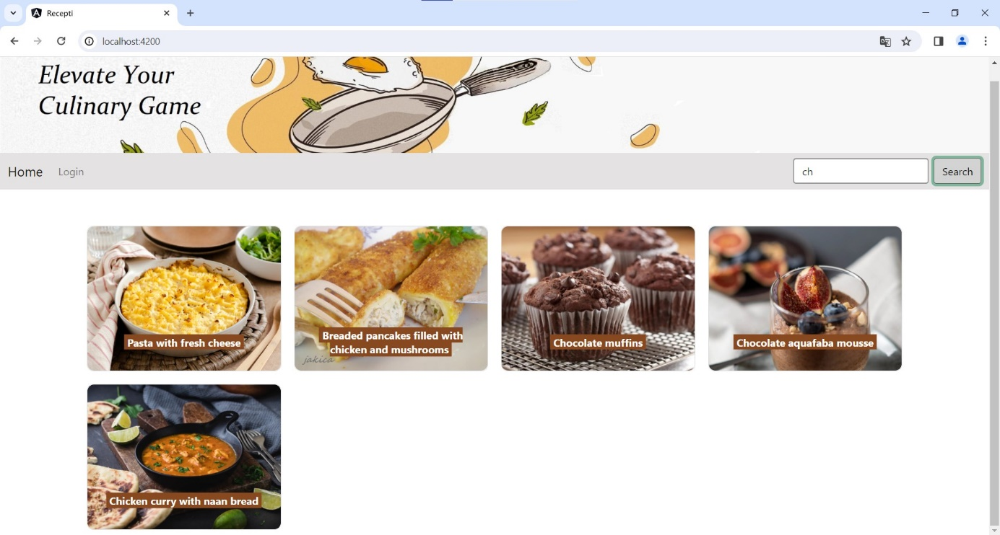 Recepti
localhost:4200
Elevate Your
Culinary Game
Home Login ch Search
Pasta with fresh cheese
Breaded pancakes filled with
chicken and mushrooms
jakica
Chocolate muffins
Chocolate aquafaba mousse
Chicken curry with naan bread